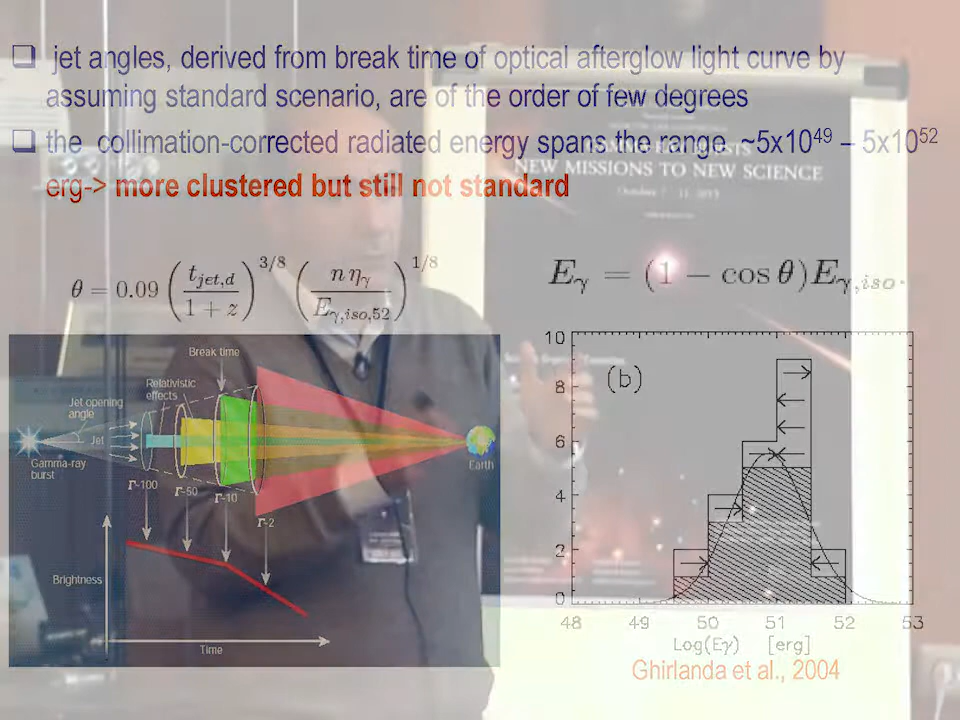 ❑ jet angles, derived from break time of optical afterglow light curve by
assuming standard scenario, are of the order of few degrees
❑ the collimation-corrected radiated energy spans the range ~5x10⁴⁹ – 5x10⁵²
erg-> more clustered but still not standard
NEW MISSIONS TO NEW SCIENCE
θ = 0.09 (t_{jet,d} / 1 + z)^{3/8} (n η_γ / E_{γ,iso,52})^{1/8}
E_γ = (1 − cos θ)E_{γ,iso}.
Break time
Relativistic
effects
Jet opening
angle
Jet
Gamma-ray
burst
Earth
Γ~100
Γ~50
Γ~10
Γ~2
Brightness
Time
(b)
10
8
6
4
2
0
48 49 50 51 52 53
Log(Eγ) [erg]
Ghirlanda et al., 2004